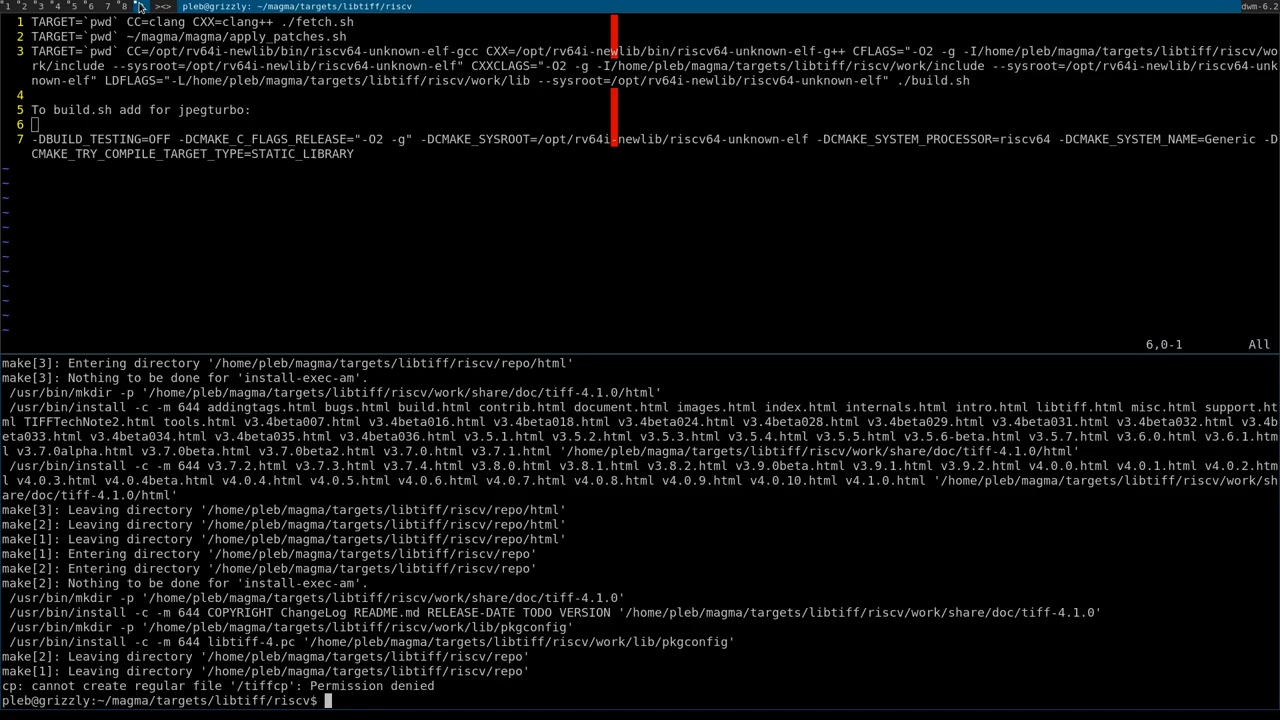 1 2 3 4 5 6 7 8 ><> pleb@grizzly: ~/magma/targets/libtiff/riscv dwm-6.2
1 TARGET=`pwd` CC=clang CXX=clang++ ./fetch.sh
2 TARGET=`pwd` ~/magma/magma/apply_patches.sh
3 TARGET=`pwd` CC=/opt/rv64i-newlib/bin/riscv64-unknown-elf-gcc CXX=/opt/rv64i-newlib/bin/riscv64-unknown-elf-g++ CFLAGS="-O2 -g -I/home/pleb/magma/targets/libtiff/riscv/wo
rk/include --sysroot=/opt/rv64i-newlib/riscv64-unknown-elf" CXXCLAGS="-O2 -g -I/home/pleb/magma/targets/libtiff/riscv/work/include --sysroot=/opt/rv64i-newlib/riscv64-unk
nown-elf" LDFLAGS="-L/home/pleb/magma/targets/libtiff/riscv/work/lib --sysroot=/opt/rv64i-newlib/riscv64-unknown-elf" ./build.sh
4
5 To build.sh add for jpegturbo:
6
7 -DBUILD_TESTING=OFF -DCMAKE_C_FLAGS_RELEASE="-O2 -g" -DCMAKE_SYSROOT=/opt/rv64i-newlib/riscv64-unknown-elf -DCMAKE_SYSTEM_PROCESSOR=riscv64 -DCMAKE_SYSTEM_NAME=Generic -D
CMAKE_TRY_COMPILE_TARGET_TYPE=STATIC_LIBRARY
~
~
~
~
~
~
~
~
~
~
~
~
6,0-1 All
make[3]: Entering directory '/home/pleb/magma/targets/libtiff/riscv/repo/html'
make[3]: Nothing to be done for 'install-exec-am'.
/usr/bin/mkdir -p '/home/pleb/magma/targets/libtiff/riscv/work/share/doc/tiff-4.1.0/html'
/usr/bin/install -c -m 644 addingtags.html bugs.html build.html contrib.html document.html images.html index.html internals.html intro.html libtiff.html misc.html support.ht
ml TIFFTechNote2.html tools.html v3.4beta007.html v3.4beta016.html v3.4beta018.html v3.4beta024.html v3.4beta028.html v3.4beta029.html v3.4beta031.html v3.4beta032.html v3.4b
eta033.html v3.4beta034.html v3.4beta035.html v3.4beta036.html v3.5.1.html v3.5.2.html v3.5.3.html v3.5.4.html v3.5.5.html v3.5.6-beta.html v3.5.7.html v3.6.0.html v3.6.1.htm
l v3.7.0alpha.html v3.7.0beta.html v3.7.0beta2.html v3.7.0.html v3.7.1.html '/home/pleb/magma/targets/libtiff/riscv/work/share/doc/tiff-4.1.0/html'
/usr/bin/install -c -m 644 v3.7.2.html v3.7.3.html v3.7.4.html v3.8.0.html v3.8.1.html v3.8.2.html v3.9.0beta.html v3.9.1.html v3.9.2.html v4.0.0.html v4.0.1.html v4.0.2.htm
l v4.0.3.html v4.0.4beta.html v4.0.4.html v4.0.5.html v4.0.6.html v4.0.7.html v4.0.8.html v4.0.9.html v4.0.10.html v4.1.0.html '/home/pleb/magma/targets/libtiff/riscv/work/sh
are/doc/tiff-4.1.0/html'
make[3]: Leaving directory '/home/pleb/magma/targets/libtiff/riscv/repo/html'
make[2]: Leaving directory '/home/pleb/magma/targets/libtiff/riscv/repo/html'
make[1]: Leaving directory '/home/pleb/magma/targets/libtiff/riscv/repo/html'
make[1]: Entering directory '/home/pleb/magma/targets/libtiff/riscv/repo'
make[2]: Entering directory '/home/pleb/magma/targets/libtiff/riscv/repo'
make[2]: Nothing to be done for 'install-exec-am'.
/usr/bin/mkdir -p '/home/pleb/magma/targets/libtiff/riscv/work/share/doc/tiff-4.1.0'
/usr/bin/install -c -m 644 COPYRIGHT ChangeLog README.md RELEASE-DATE TODO VERSION '/home/pleb/magma/targets/libtiff/riscv/work/share/doc/tiff-4.1.0'
/usr/bin/mkdir -p '/home/pleb/magma/targets/libtiff/riscv/work/lib/pkgconfig'
/usr/bin/install -c -m 644 libtiff-4.pc '/home/pleb/magma/targets/libtiff/riscv/work/lib/pkgconfig'
make[2]: Leaving directory '/home/pleb/magma/targets/libtiff/riscv/repo'
make[1]: Leaving directory '/home/pleb/magma/targets/libtiff/riscv/repo'
cp: cannot create regular file '/tiffcp': Permission denied
pleb@grizzly:~/magma/targets/libtiff/riscv$